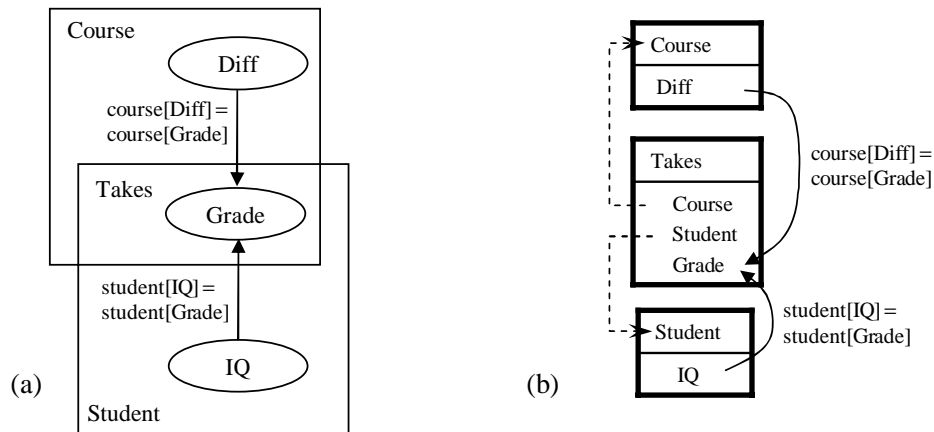 Course
Diff
course[Diff]=
course[Grade]
Takes
Grade
student[IQ]=
student[Grade]
IQ
(a)
Student
Course
Diff
course[Diff]=
course[Grade]
Takes
Course
Student
Grade
student[IQ]=
student[Grade]
Student
IQ
(b)